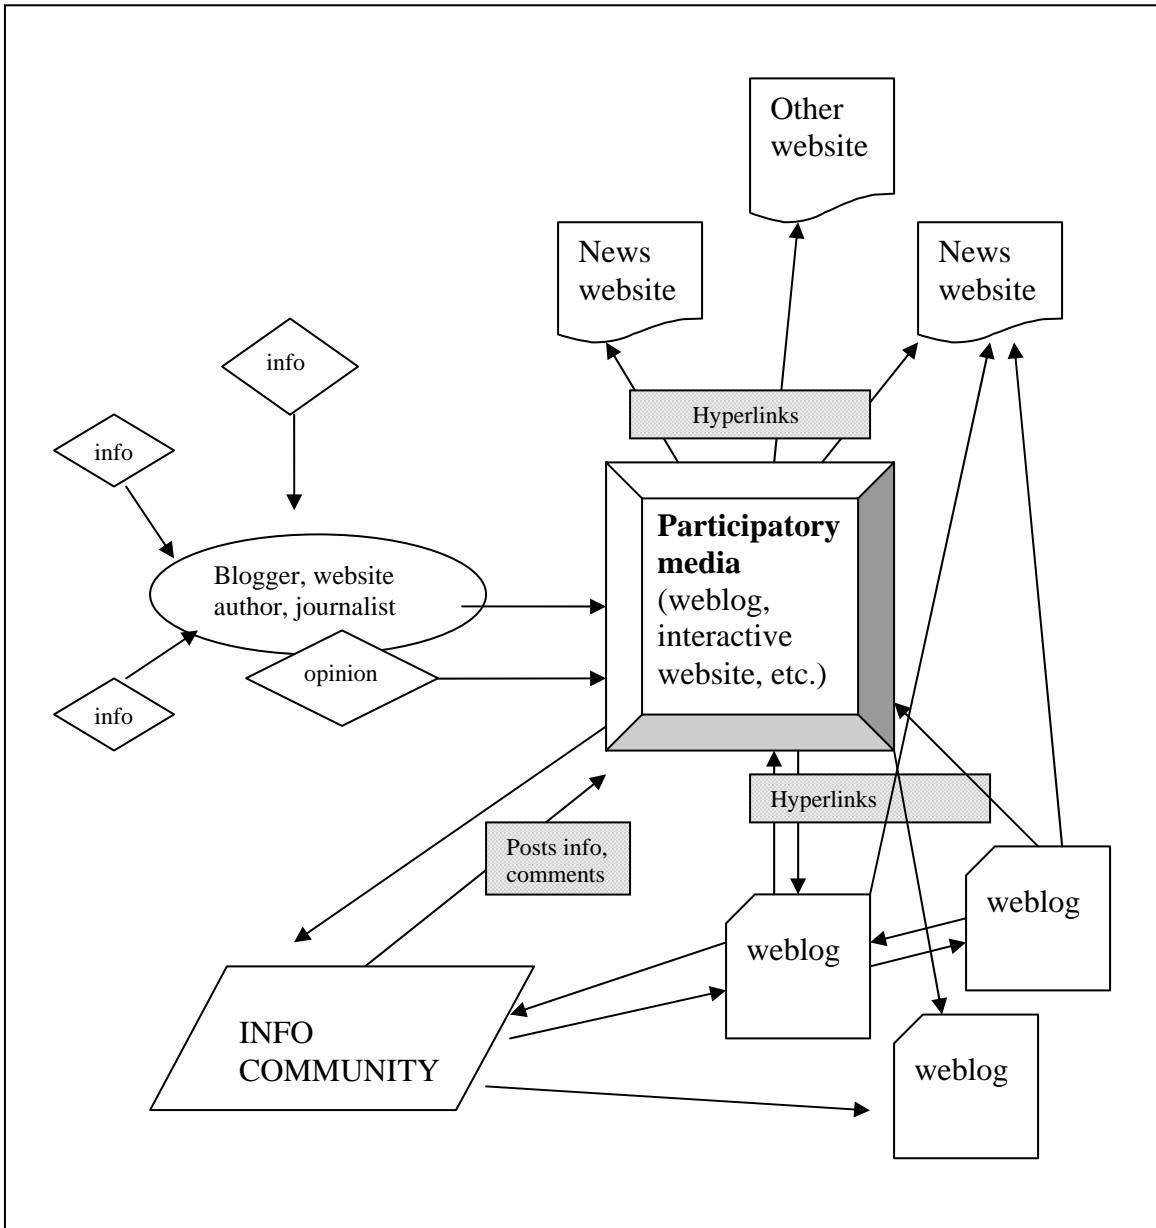 Other
website
News
website
News
website
info
info
Hyperlinks
Participatory
media
(weblog,
interactive
website, etc.)
Blogger, website
author, journalist
opinion
info
Hyperlinks
Posts info,
comments
weblog
weblog
INFO
COMMUNITY
weblog